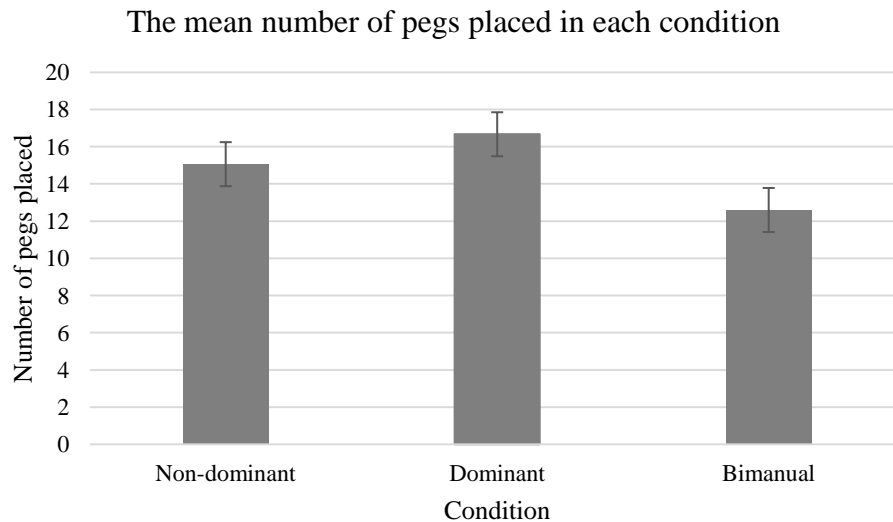 The mean number of pegs placed in each condition
20
18
16
14
12
10
8
6
4
2
0
Number of pegs placed
Non-dominant
Dominant
Bimanual
Condition